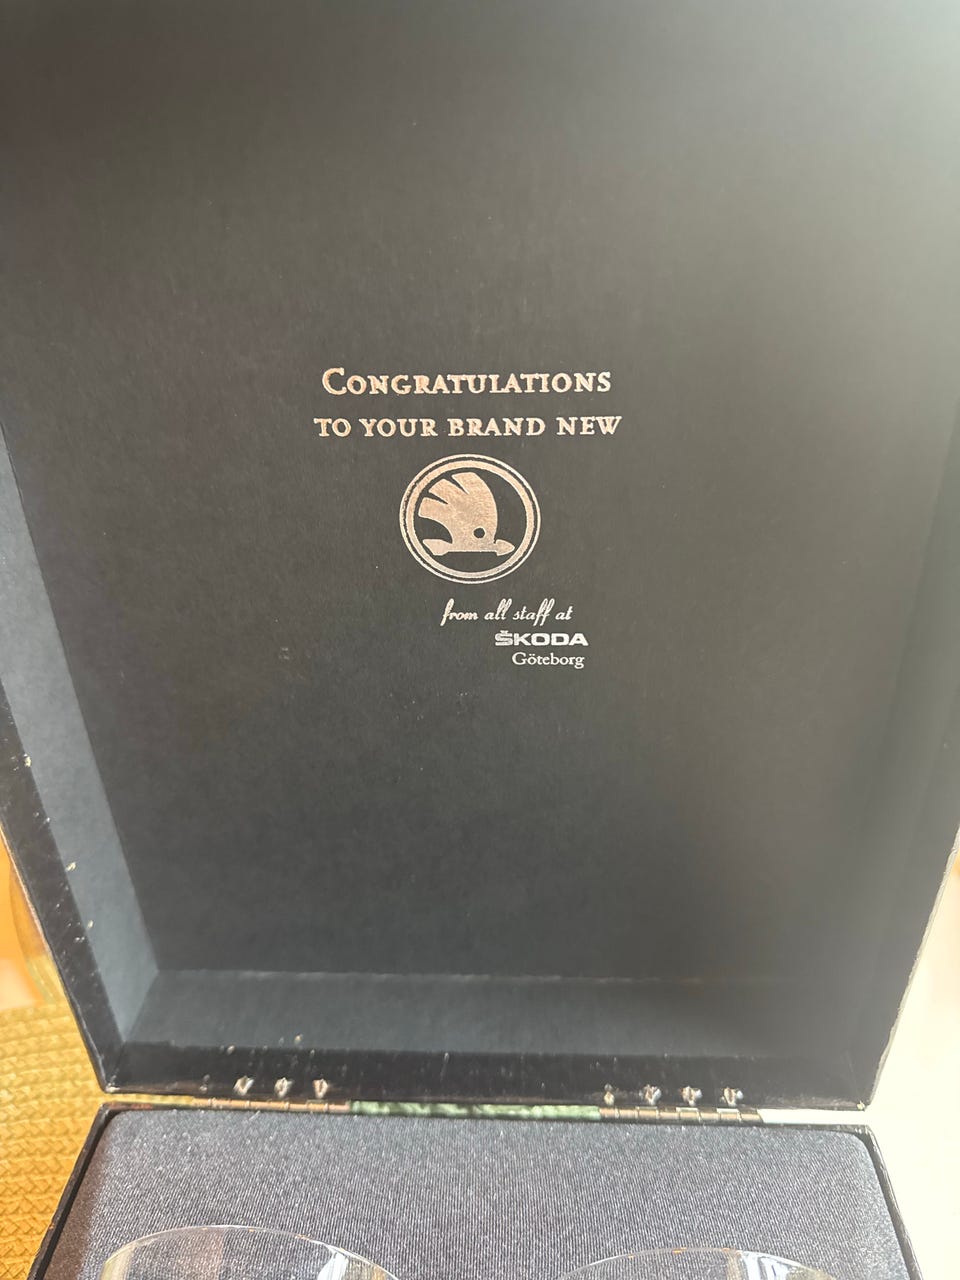 Congratulations
to your brand new
from all staff at
ŠKODA
Göteborg